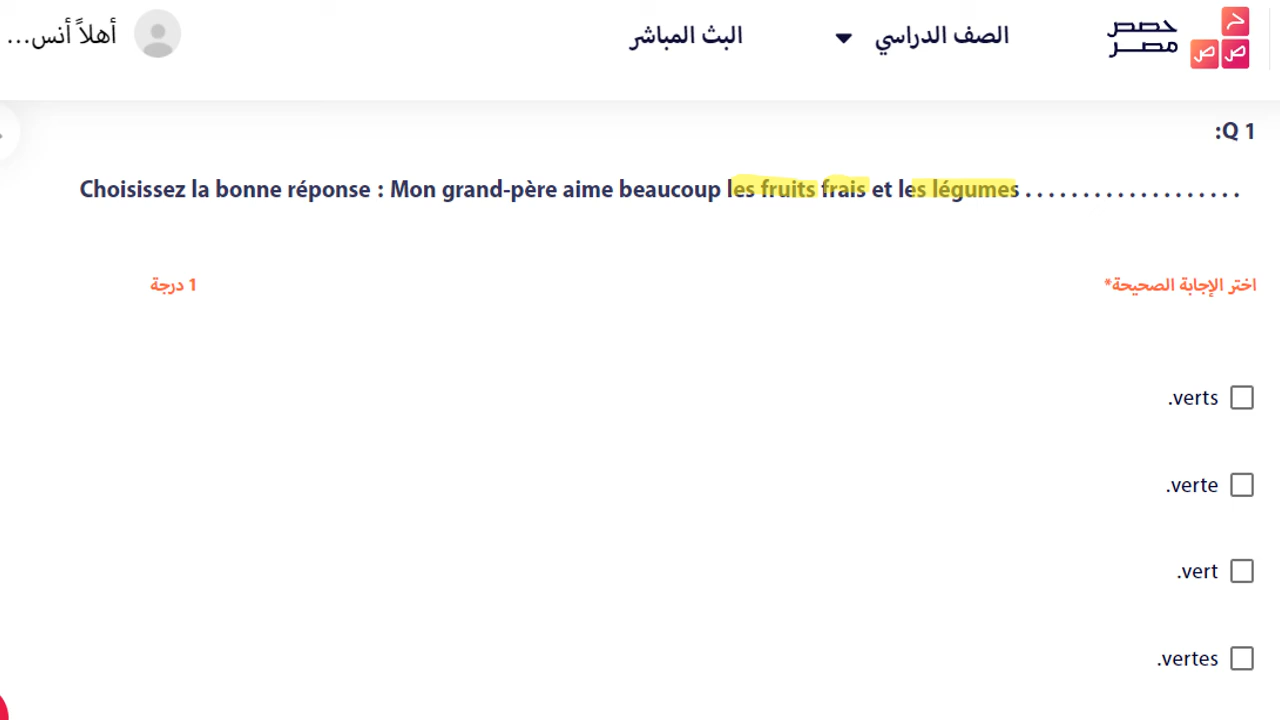 حصص
مصر
ح
ص ص
الصف الدراسي
البث المباشر
أهلاً أنس...
Q 1:
Choisissez la bonne réponse : Mon grand-père aime beaucoup les fruits frais et les légumes . . . . . . . . . . . . . . . . . . .
اختر الإجابة الصحيحة*
1 درجة
verts.
verte.
vert.
vertes.